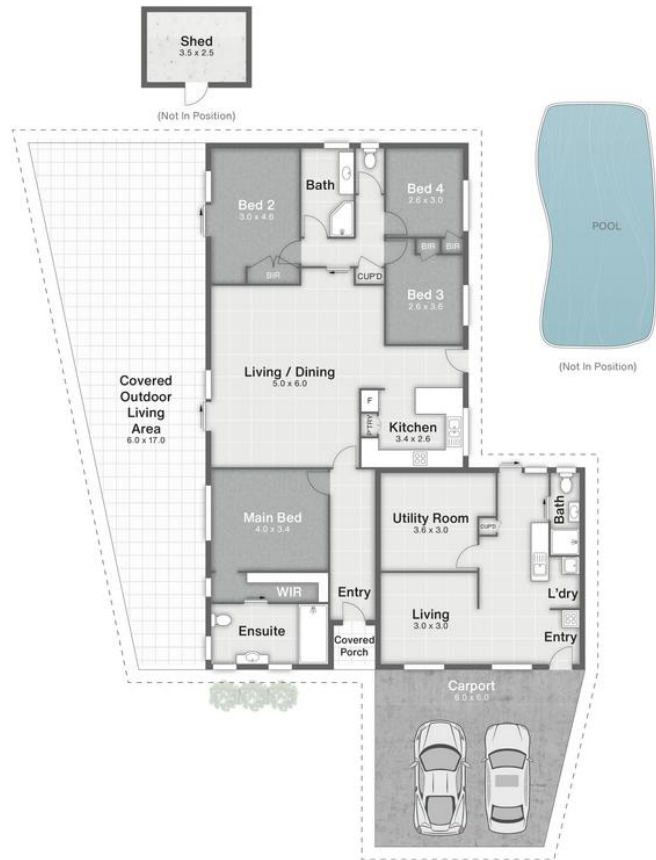 Shed
3.5 x 2.5
(Not In Position)
Bed 2
3.0 x 4.6
BIR
Bath
Bed 4
2.6 x 3.0
BIR
BIR
CUP'D
Bed 3
2.6 x 3.6
POOL
(Not In Position)
Covered
Outdoor
Living
Area
6.0 x 17.0
Living / Dining
5.0 x 6.0
F
PTRY
Kitchen
3.4 x 2.6
Main Bed
4.0 x 3.4
WIR
Ensuite
Entry
Covered
Porch
Utility Room
3.6 x 3.0
CUP'D
Bath
L'dry
Living
3.0 x 3.0
Entry
Carport
6.0 x 6.0